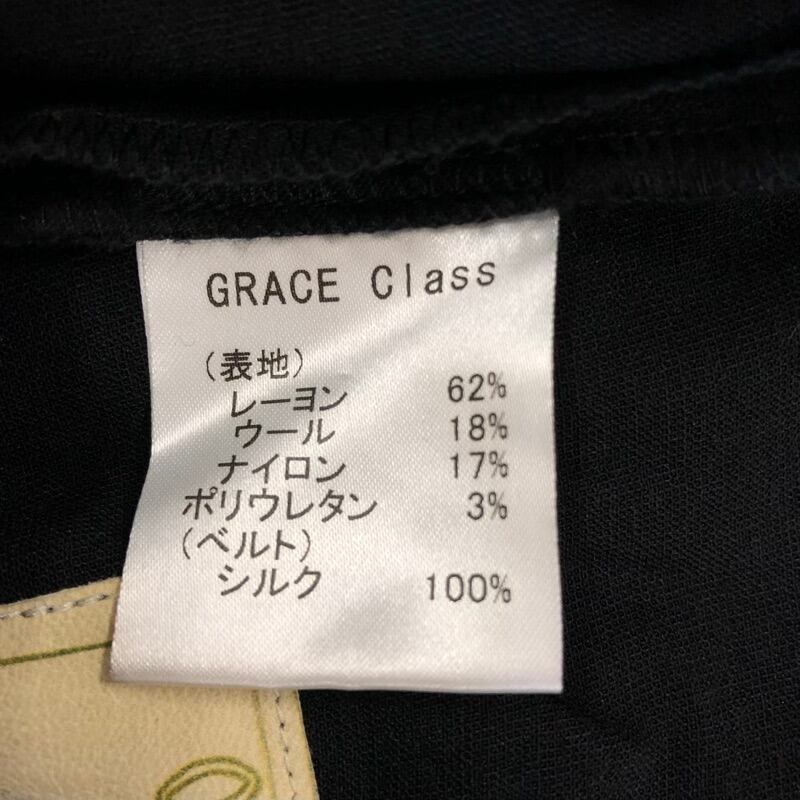 GRACE Class
(表地)
レーヨン 62%
ウール 18%
ナイロン 17%
ポリウレタン 3%
(ベルト)
シルク 100%